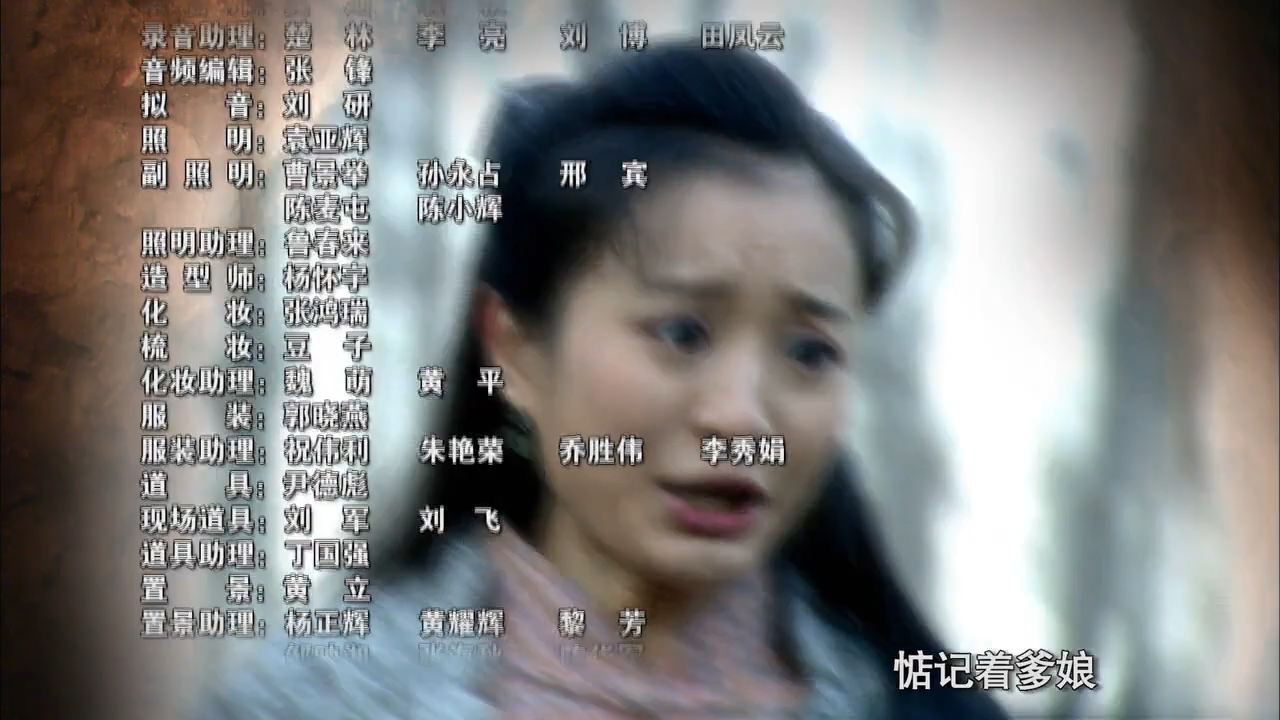 录音助理：楚 林 李 亮 刘 博 田凤云
音频编辑：张 锋
拟 音：刘 研
照 明：袁亚辉
副 照 明：曹景举 孙永占 邢 宾
陈麦屯 陈小辉
照明助理：鲁春来
造 型 师：杨怀宇
化 妆：张鸿瑞
梳 妆：豆 子
化妆助理：魏 萌 黄 平
服 装：郭晓燕
服装助理：祝伟利 朱艳荣 乔胜伟 李秀娟
道 具：尹德彪
现场道具：刘 军 刘 飞
道具助理：丁国强
置 景：黄 立
置景助理：杨正辉 黄耀辉 黎 芳
惦记着爹娘